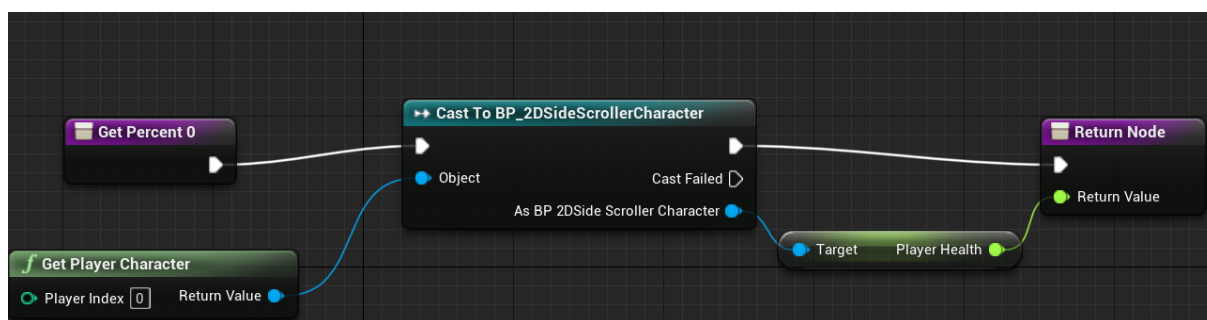 Get Percent 0
Cast To BP_2DSideScrollerCharacter
Object
Cast Failed
As BP 2DSide Scroller Character
Return Node
Return Value
Target
Player Health
f Get Player Character
Player Index 0
Return Value